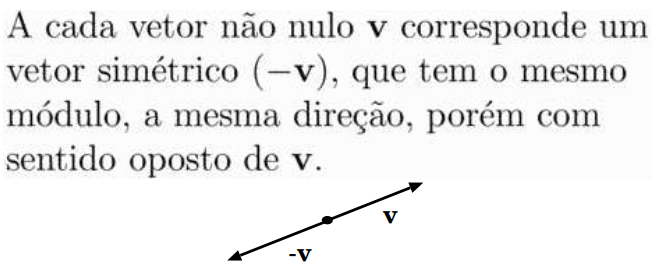 A cada vetor não nulo v corresponde um
vetor simétrico (−v), que tem o mesmo
módulo, a mesma direção, porém com
sentido oposto de v.
v
-v